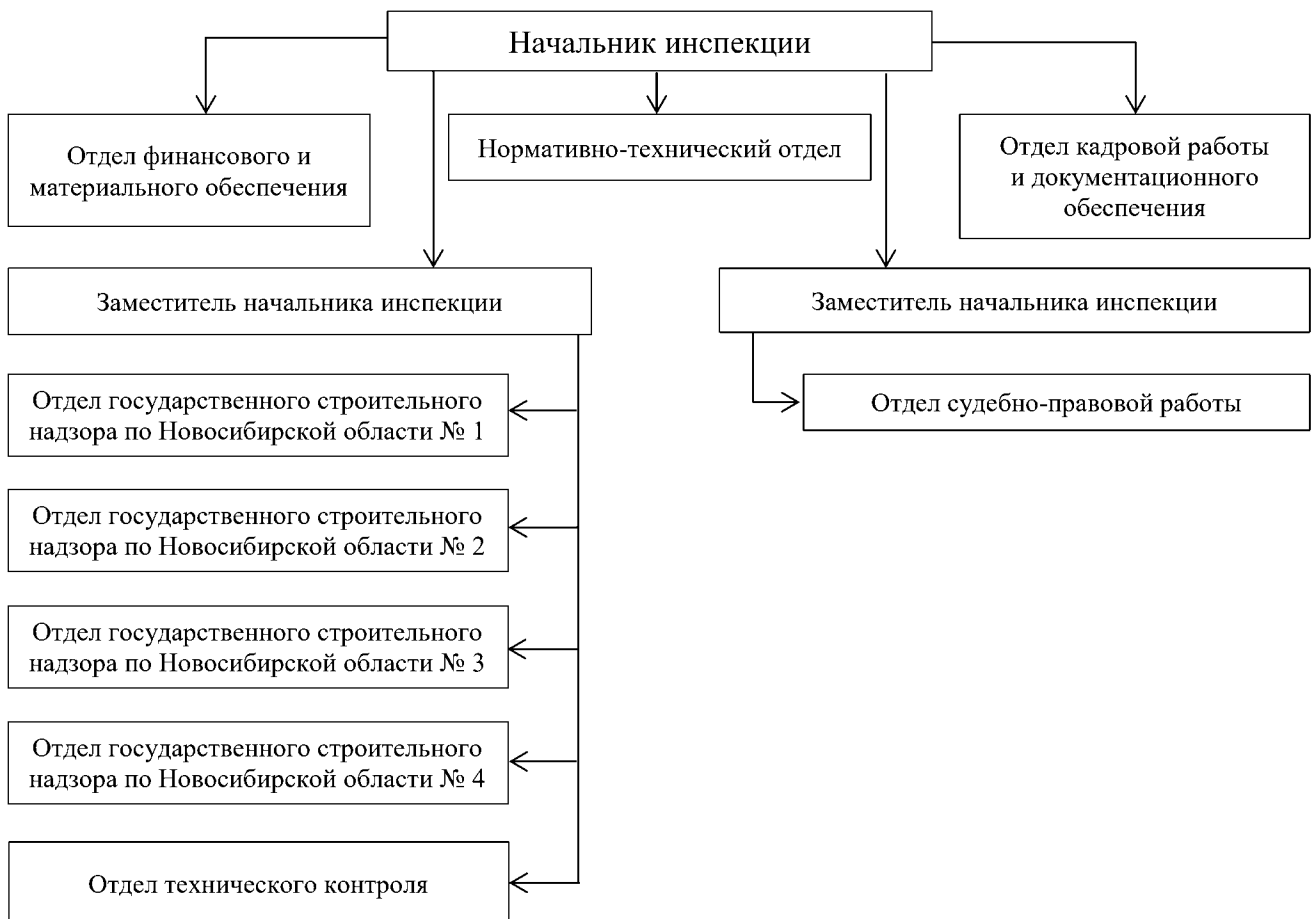 Начальник инспекции
Отдел финансового и
материального обеспечения
Нормативно-технический отдел
Отдел кадровой работы
и документационного
обеспечения
Заместитель начальника инспекции
Заместитель начальника инспекции
Отдел государственного строительного
надзора по Новосибирской области № 1
Отдел судебно-правовой работы
Отдел государственного строительного
надзора по Новосибирской области № 2
Отдел государственного строительного
надзора по Новосибирской области № 3
Отдел государственного строительного
надзора по Новосибирской области № 4
Отдел технического контроля